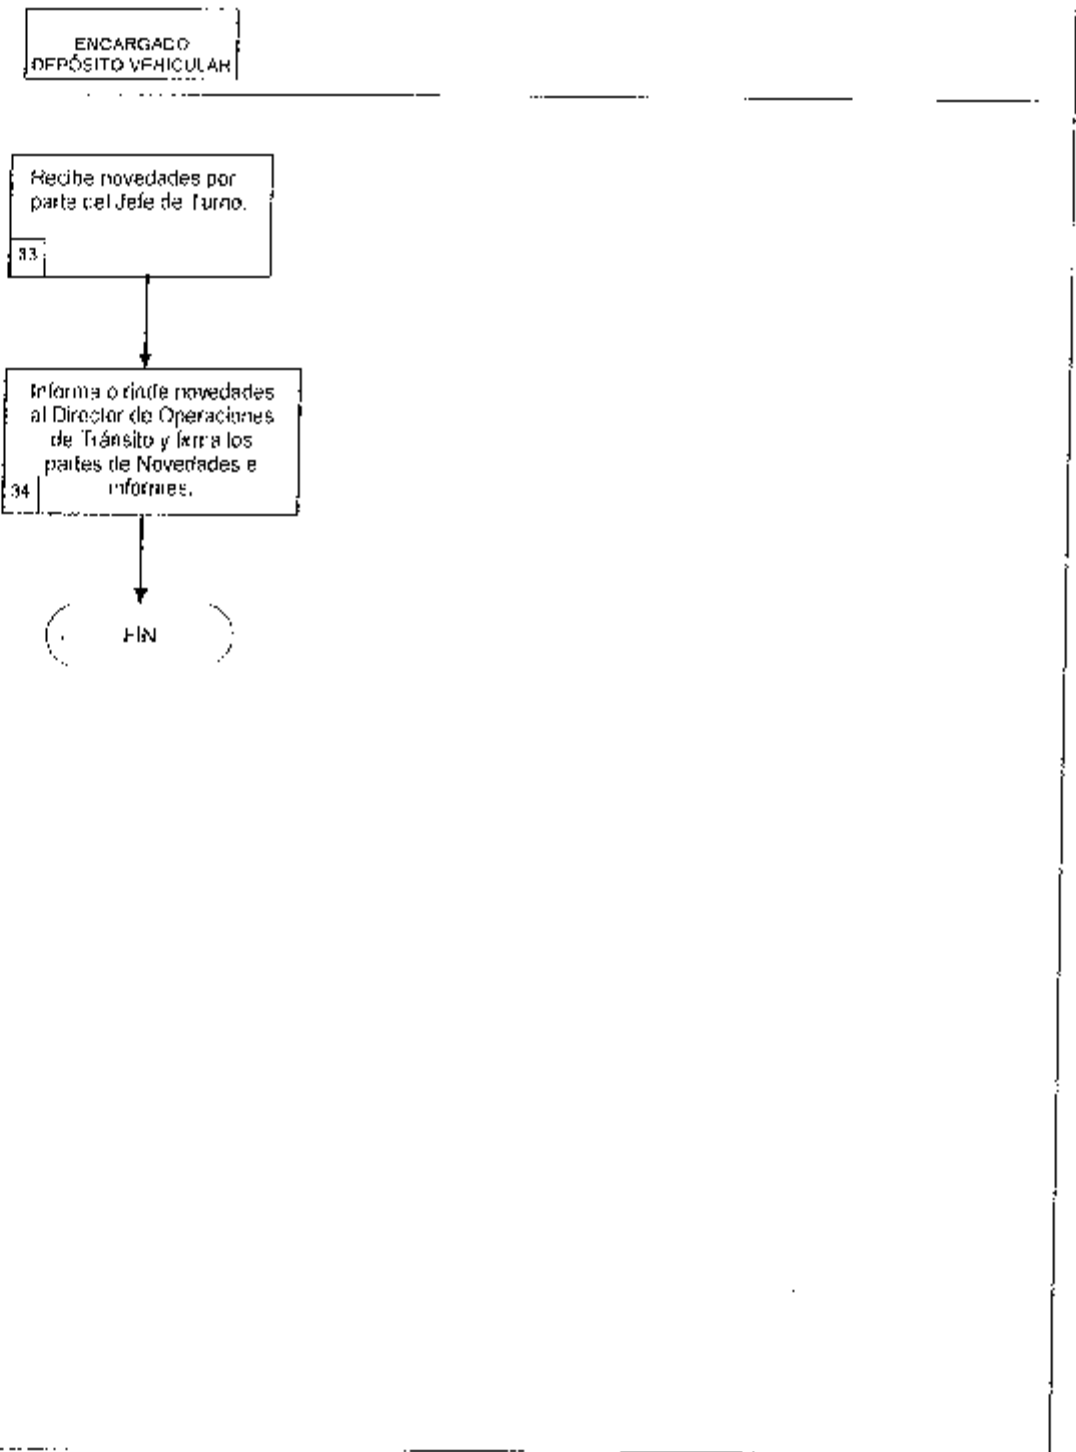 ENCARGADO
DEPÓSITO VEHICULAR
Recibe novedades por
parte del Jefe de Turno.
33
Informa o rinde novedades
al Director de Operaciones
de Tránsito y firma los
partes de Novedades e
informes.
34
FIN